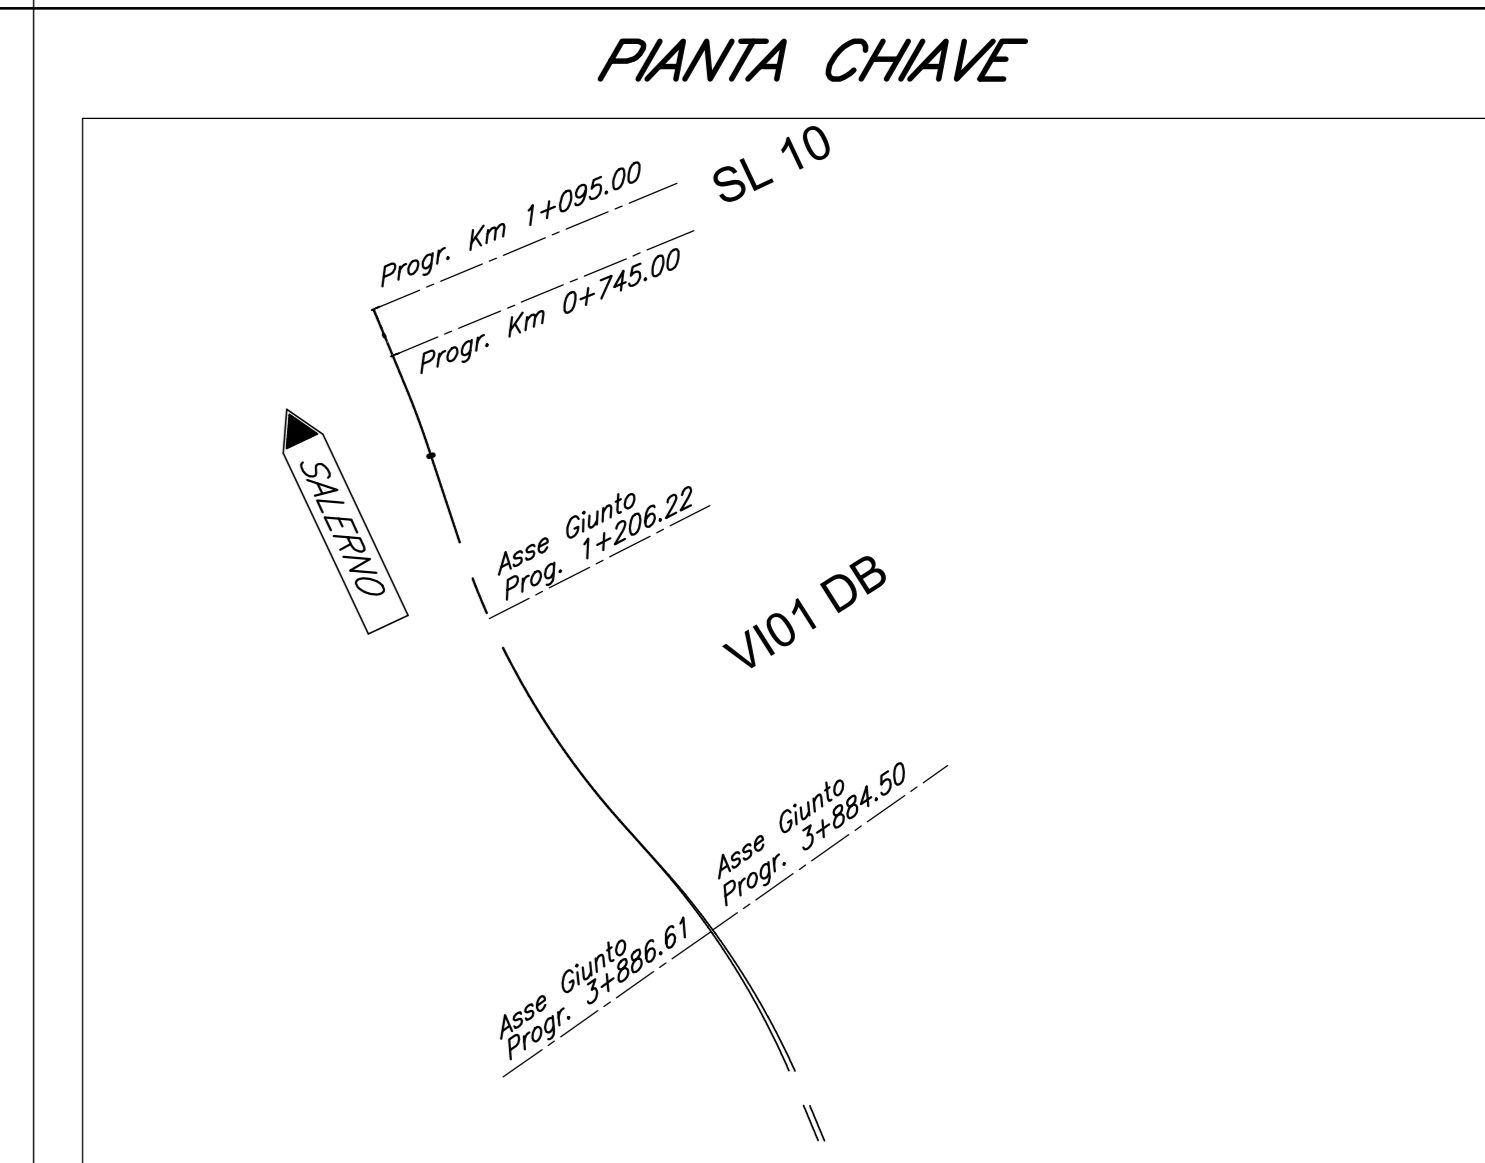 PIANTA CHIAVE
SL 10
Progr. Km 1+095.00
Progr. Km 0+745.00
SALERNO
Asse Giunto
Prog. 1+206.22
VI01 DB
Asse Giunto
Progr. 3+884.50
Asse Giunto
Progr. 3+886.61